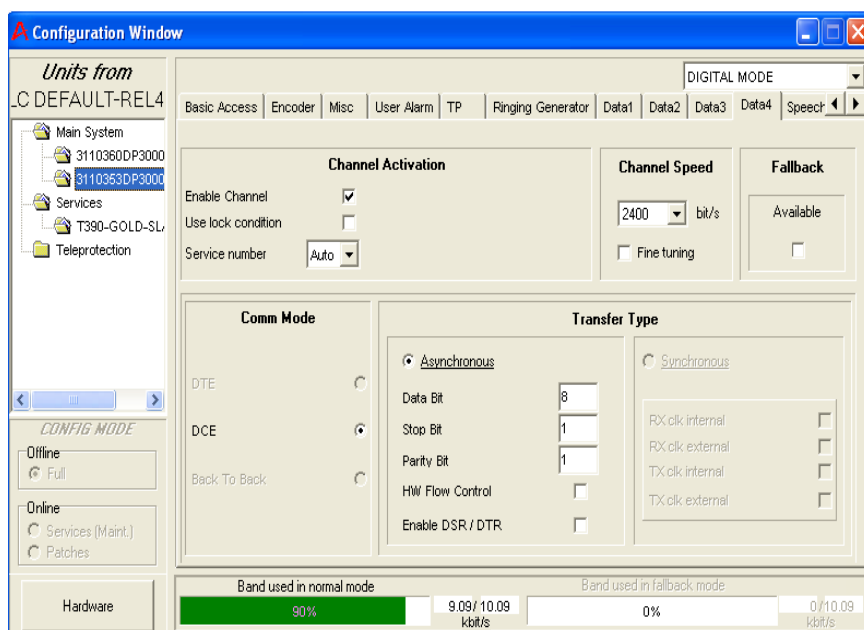 Configuration Window
Units from
LC DEFAULT-REL4
Main System
3110360DP3000
3110353DP3000
Services
T390-GOLD-SL
Teleprotection
CONFIG MODE
Offline
Full
Online
Services (Maint.)
Patches
Hardware
DIGITAL MODE
Basic Access Encoder Misc User Alarm TP Ringing Generator Data1 Data2 Data3 Data4 Speech
Channel Activation
Enable Channel
Use lock condition
Service number Auto
Channel Speed
2400 bit/s
Fine tuning
Fallback
Available
Comm Mode
DTE
DCE
Back To Back
Transfer Type
Asynchronous
Data Bit 8
Stop Bit 1
Parity Bit 1
HW Flow Control
Enable DSR / DTR
Synchronous
RX clk internal
RX clk external
TX clk internal
TX clk external
Band used in normal mode
90%
9.09/ 10.09
kbit/s
Band used in fallback mode
0%
0/10.09
kbit/s